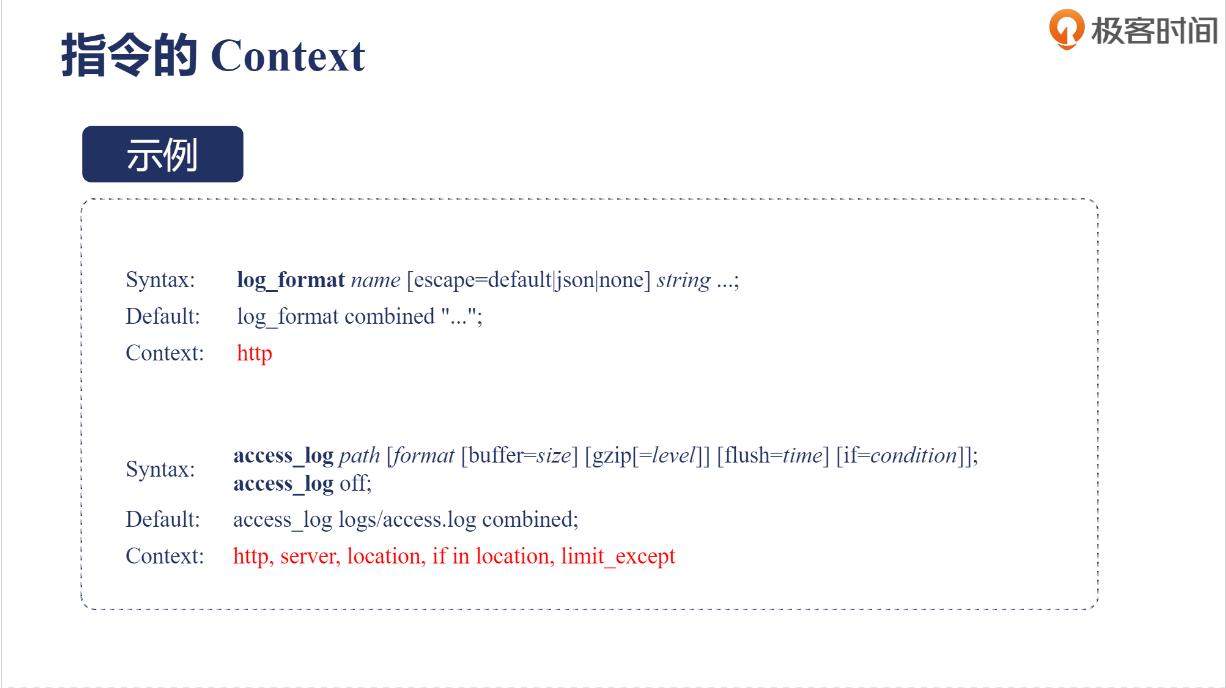 指令的 Context
极客时间
示例
Syntax: log_format name [escape=default|json|none] string ...;
Default: log_format combined "...";
Context: http
Syntax: access_log path [format [buffer=size] [gzip[=level]] [flush=time] [if=condition]];
access_log off;
Default: access_log logs/access.log combined;
Context: http, server, location, if in location, limit_except